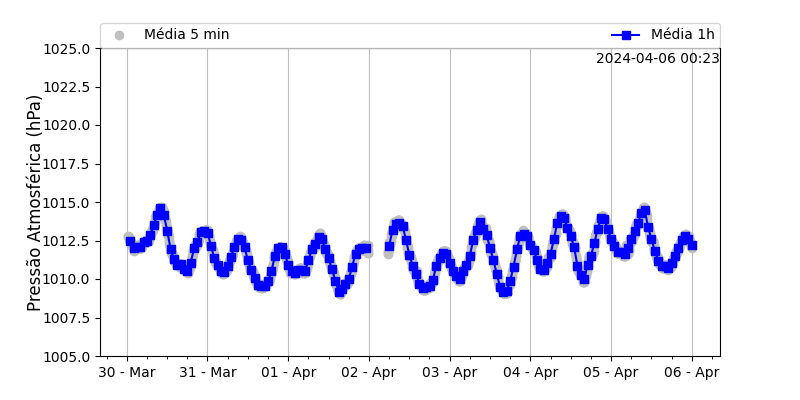 Média 5 min
Média 1h
2024-04-06 00:23
Pressão Atmosférica (hPa)
1025.0
1022.5
1020.0
1017.5
1015.0
1012.5
1010.0
1007.5
1005.0
30 - Mar
31 - Mar
01 - Apr
02 - Apr
03 - Apr
04 - Apr
05 - Apr
06 - Apr